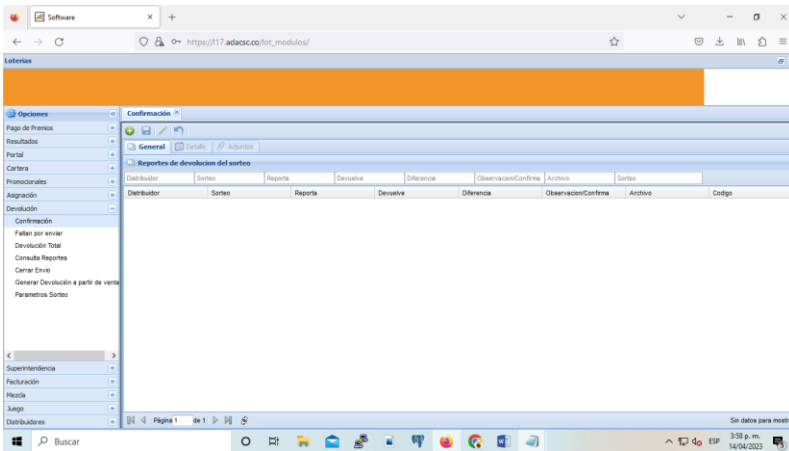 Software
https://l17.adacsc.co/lot_modulos/
Loterias
Opciones
Confirmación
Pago de Premios
Resultados
Portal
Cartera
Promocionales
Asignación
Devolución
Confirmación
Faltan por enviar
Devolución Total
Consulta Reportes
Cerrar Envio
Generar Devolución a partir de venta
Parametros Sorteo
Superintendencia
Facturación
Mezcla
Juego
Distribuidores
General Detalle Adjuntos
Reportes de devolucion del sorteo
Distribuidor Sorteo Reporta Devuelve Diferencia Observacion/Confirma Archivo Sorteo
Distribuidor Sorteo Reporta Devuelve Diferencia Observacion/Confirma Archivo Codigo
Página 1 de 1
Sin datos para mostr
Buscar
ESP
3:58 p. m.
14/04/2023